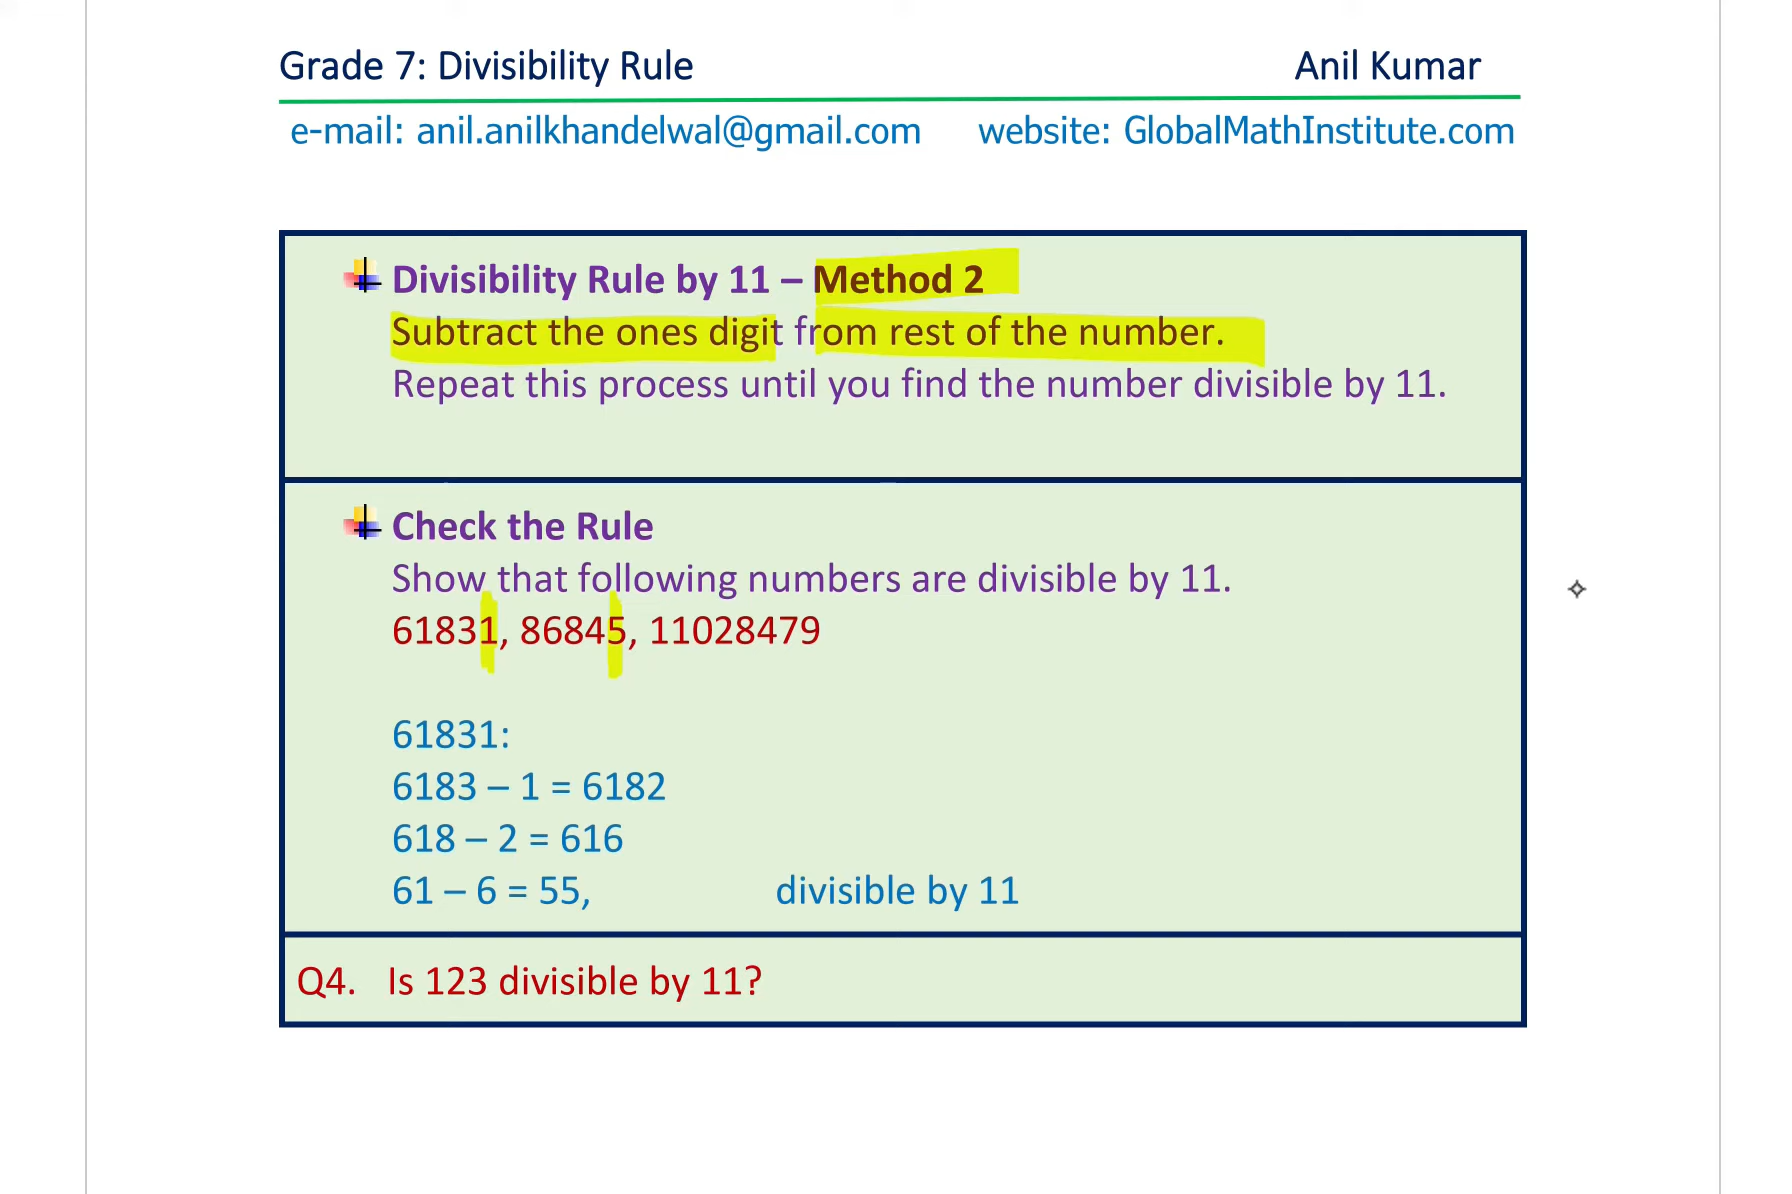 Grade 7: Divisibility Rule Anil Kumar
e-mail: anil.anilkhandelwal@gmail.com website: GlobalMathInstitute.com
Divisibility Rule by 11 – Method 2
Subtract the ones digit from rest of the number.
Repeat this process until you find the number divisible by 11.
Check the Rule
Show that following numbers are divisible by 11.
61831, 86845, 11028479
61831:
6183 – 1 = 6182
618 – 2 = 616
61 – 6 = 55, divisible by 11
Q4. Is 123 divisible by 11?